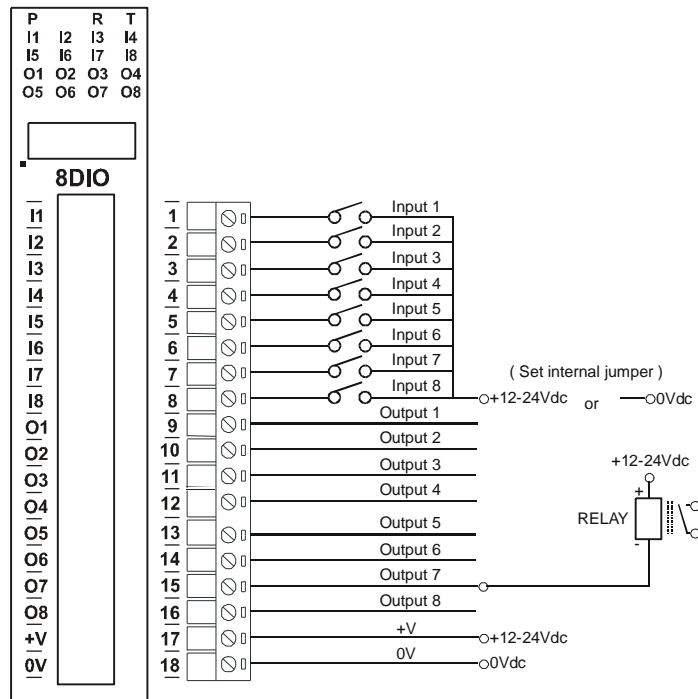 P R T
I1 I2 I3 I4
I5 I6 I7 I8
O1 O2 O3 O4
O5 O6 O7 O8
8DIO
I1 1 Input 1
I2 2 Input 2
I3 3 Input 3
I4 4 Input 4
I5 5 Input 5
I6 6 Input 6
I7 7 Input 7
I8 8 Input 8
( Set internal jumper )
+12-24Vdc or 0Vdc
O1 9 Output 1
O2 10 Output 2
O3 11 Output 3
O4 12 Output 4
O5 13 Output 5
O6 14 Output 6
O7 15 Output 7
O8 16 Output 8
+12-24Vdc
+
RELAY
-
+V 17 +V +12-24Vdc
0V 18 0V 0Vdc